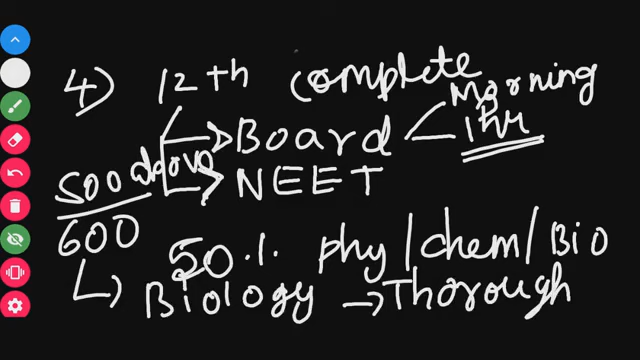 4) 12th complete
Morning
Board 1hr
500 above NEET
600
50% phy/chem/Bio
Biology → Thorough